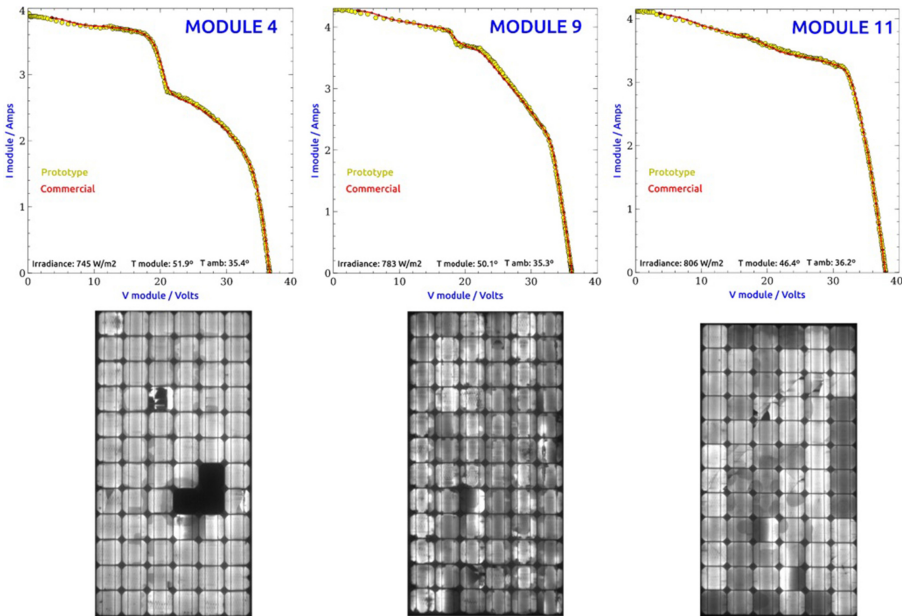 MODULE 4
4
3
2
1
0
I module / Amps
Prototype
Commercial
Irradiance: 745 W/m2 T module: 51.9º T amb: 35.4º
0 10 20 30 40
V module / Volts
MODULE 9
4
3
2
1
0
I module / Amps
Prototype
Commercial
Irradiance: 783 W/m2 T module: 50.1º T amb: 35.3º
0 10 20 30 40
V module / Volts
MODULE 11
4
3
2
1
0
I module / Amps
Prototype
Commercial
Irradiance: 806 W/m2 T module: 46.4º T amb: 36.2º
0 10 20 30 40
V module / Volts